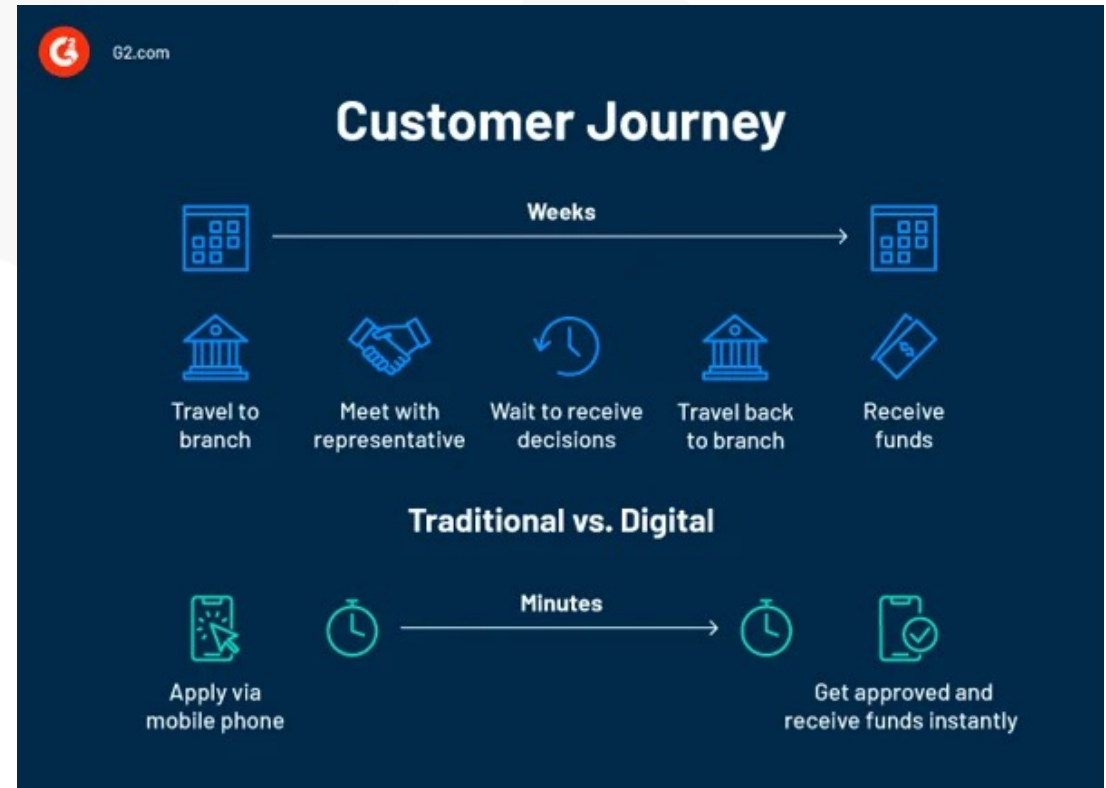 G2.com
Customer Journey
Weeks
Travel to
branch
Meet with
representative
Wait to receive
decisions
Travel back
to branch
Receive
funds
Traditional vs. Digital
Minutes
Apply via
mobile phone
Get approved and
receive funds instantly